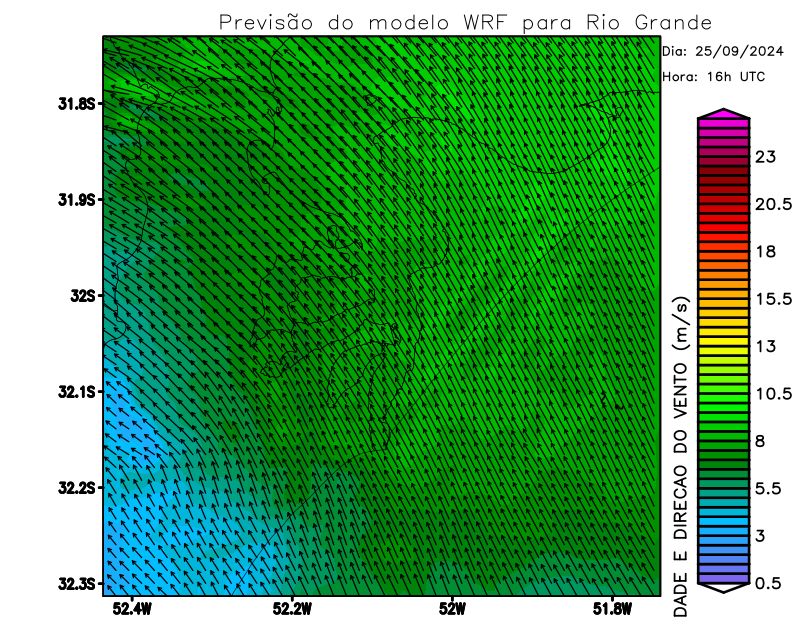 Previsão do modelo WRF para Rio Grande
Dia: 25/09/2024
Hora: 16h UTC
31.8S
31.9S
32S
32.1S
32.2S
32.3S
52.4W
52.2W
52W
51.8W
23
20.5
18
15.5
13
10.5
8
5.5
3
0.5
DADE E DIRECAO DO VENTO (m/s)